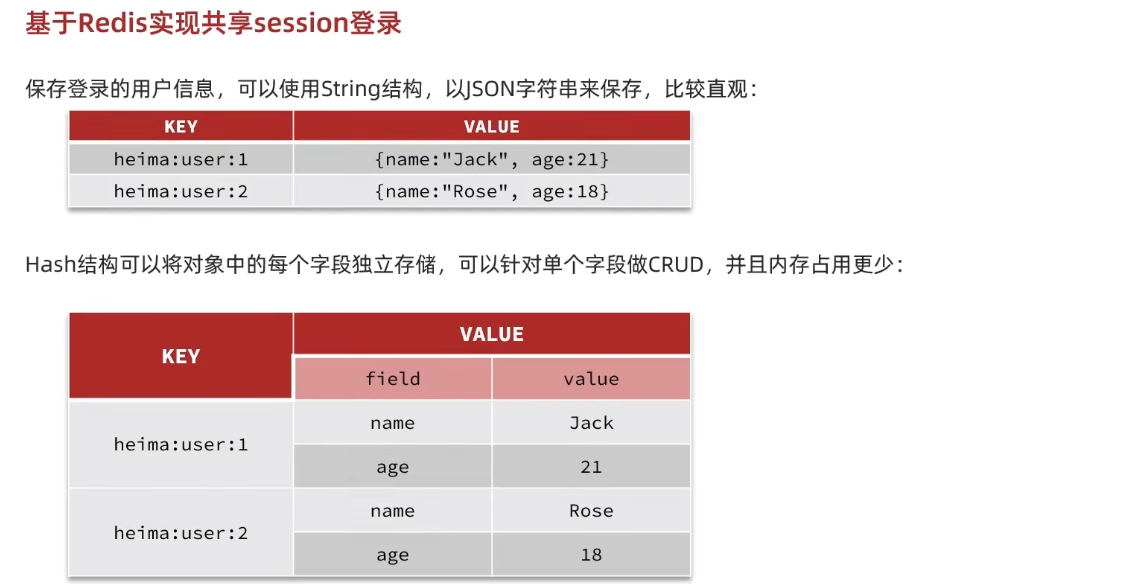 基于Redis实现共享session登录
保存登录的用户信息，可以使用String结构，以JSON字符串来保存，比较直观：
KEY VALUE
heima:user:1 {name:"Jack", age:21}
heima:user:2 {name:"Rose", age:18}
Hash结构可以将对象中的每个字段独立存储，可以针对单个字段做CRUD，并且内存占用更少：
KEY VALUE
field value
heima:user:1 name Jack
age 21
heima:user:2 name Rose
age 18